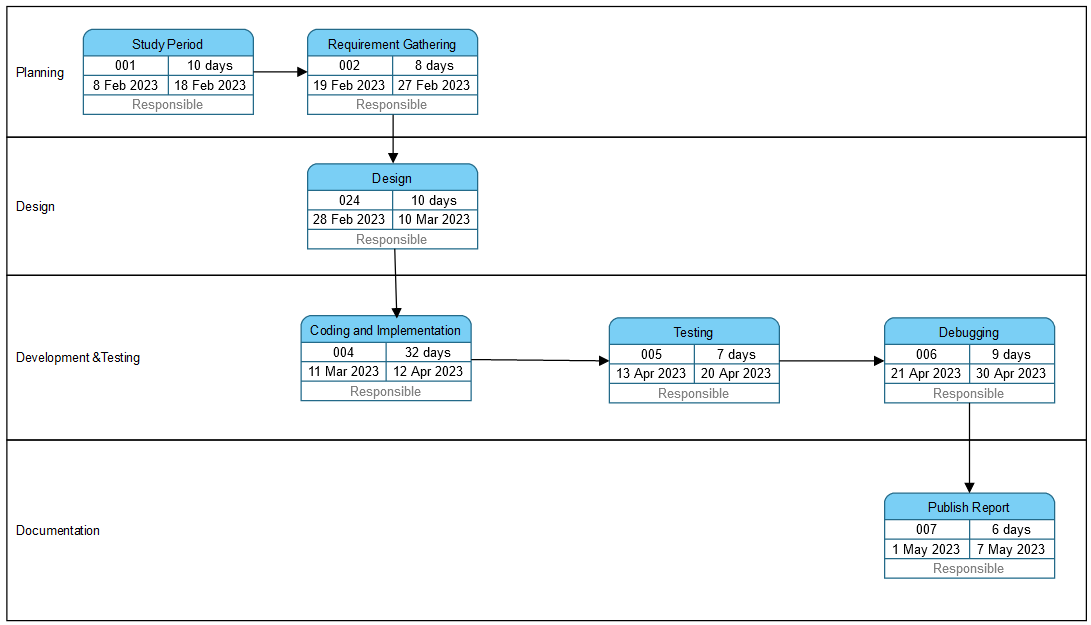 Planning
Study Period
001 10 days
8 Feb 2023 18 Feb 2023
Responsible
Requirement Gathering
002 8 days
19 Feb 2023 27 Feb 2023
Responsible
Design
Design
024 10 days
28 Feb 2023 10 Mar 2023
Responsible
Development &Testing
Coding and Implementation
004 32 days
11 Mar 2023 12 Apr 2023
Responsible
Testing
005 7 days
13 Apr 2023 20 Apr 2023
Responsible
Debugging
006 9 days
21 Apr 2023 30 Apr 2023
Responsible
Documentation
Publish Report
007 6 days
1 May 2023 7 May 2023
Responsible